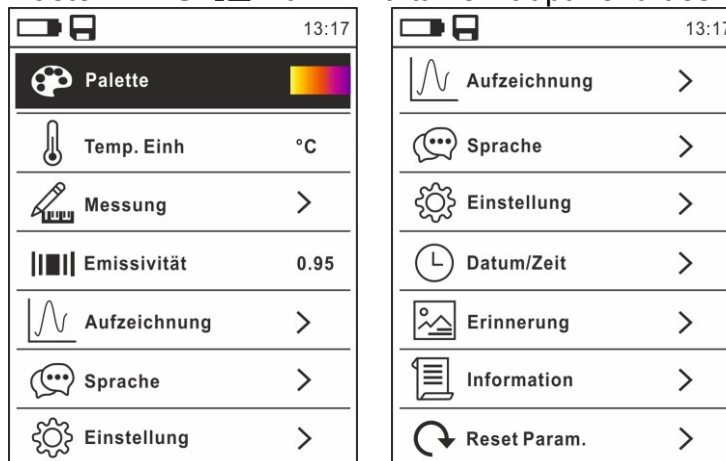 13:17
Palette
Temp. Einh °C
Messung
Emissivität 0.95
Aufzeichnung
Sprache
Einstellung
13:17
Aufzeichnung
Sprache
Einstellung
Datum/Zeit
Erinnerung
Information
Reset Param.